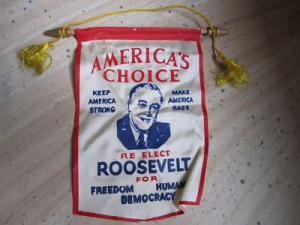 AMERICA'S
CHOICE
KEEP
AMERICA
STRONG
MAKE
AMERICA
SAFE
RE ELECT
ROOSEVELT
FOR
FREEDOM HUMAN
DEMOCRACY